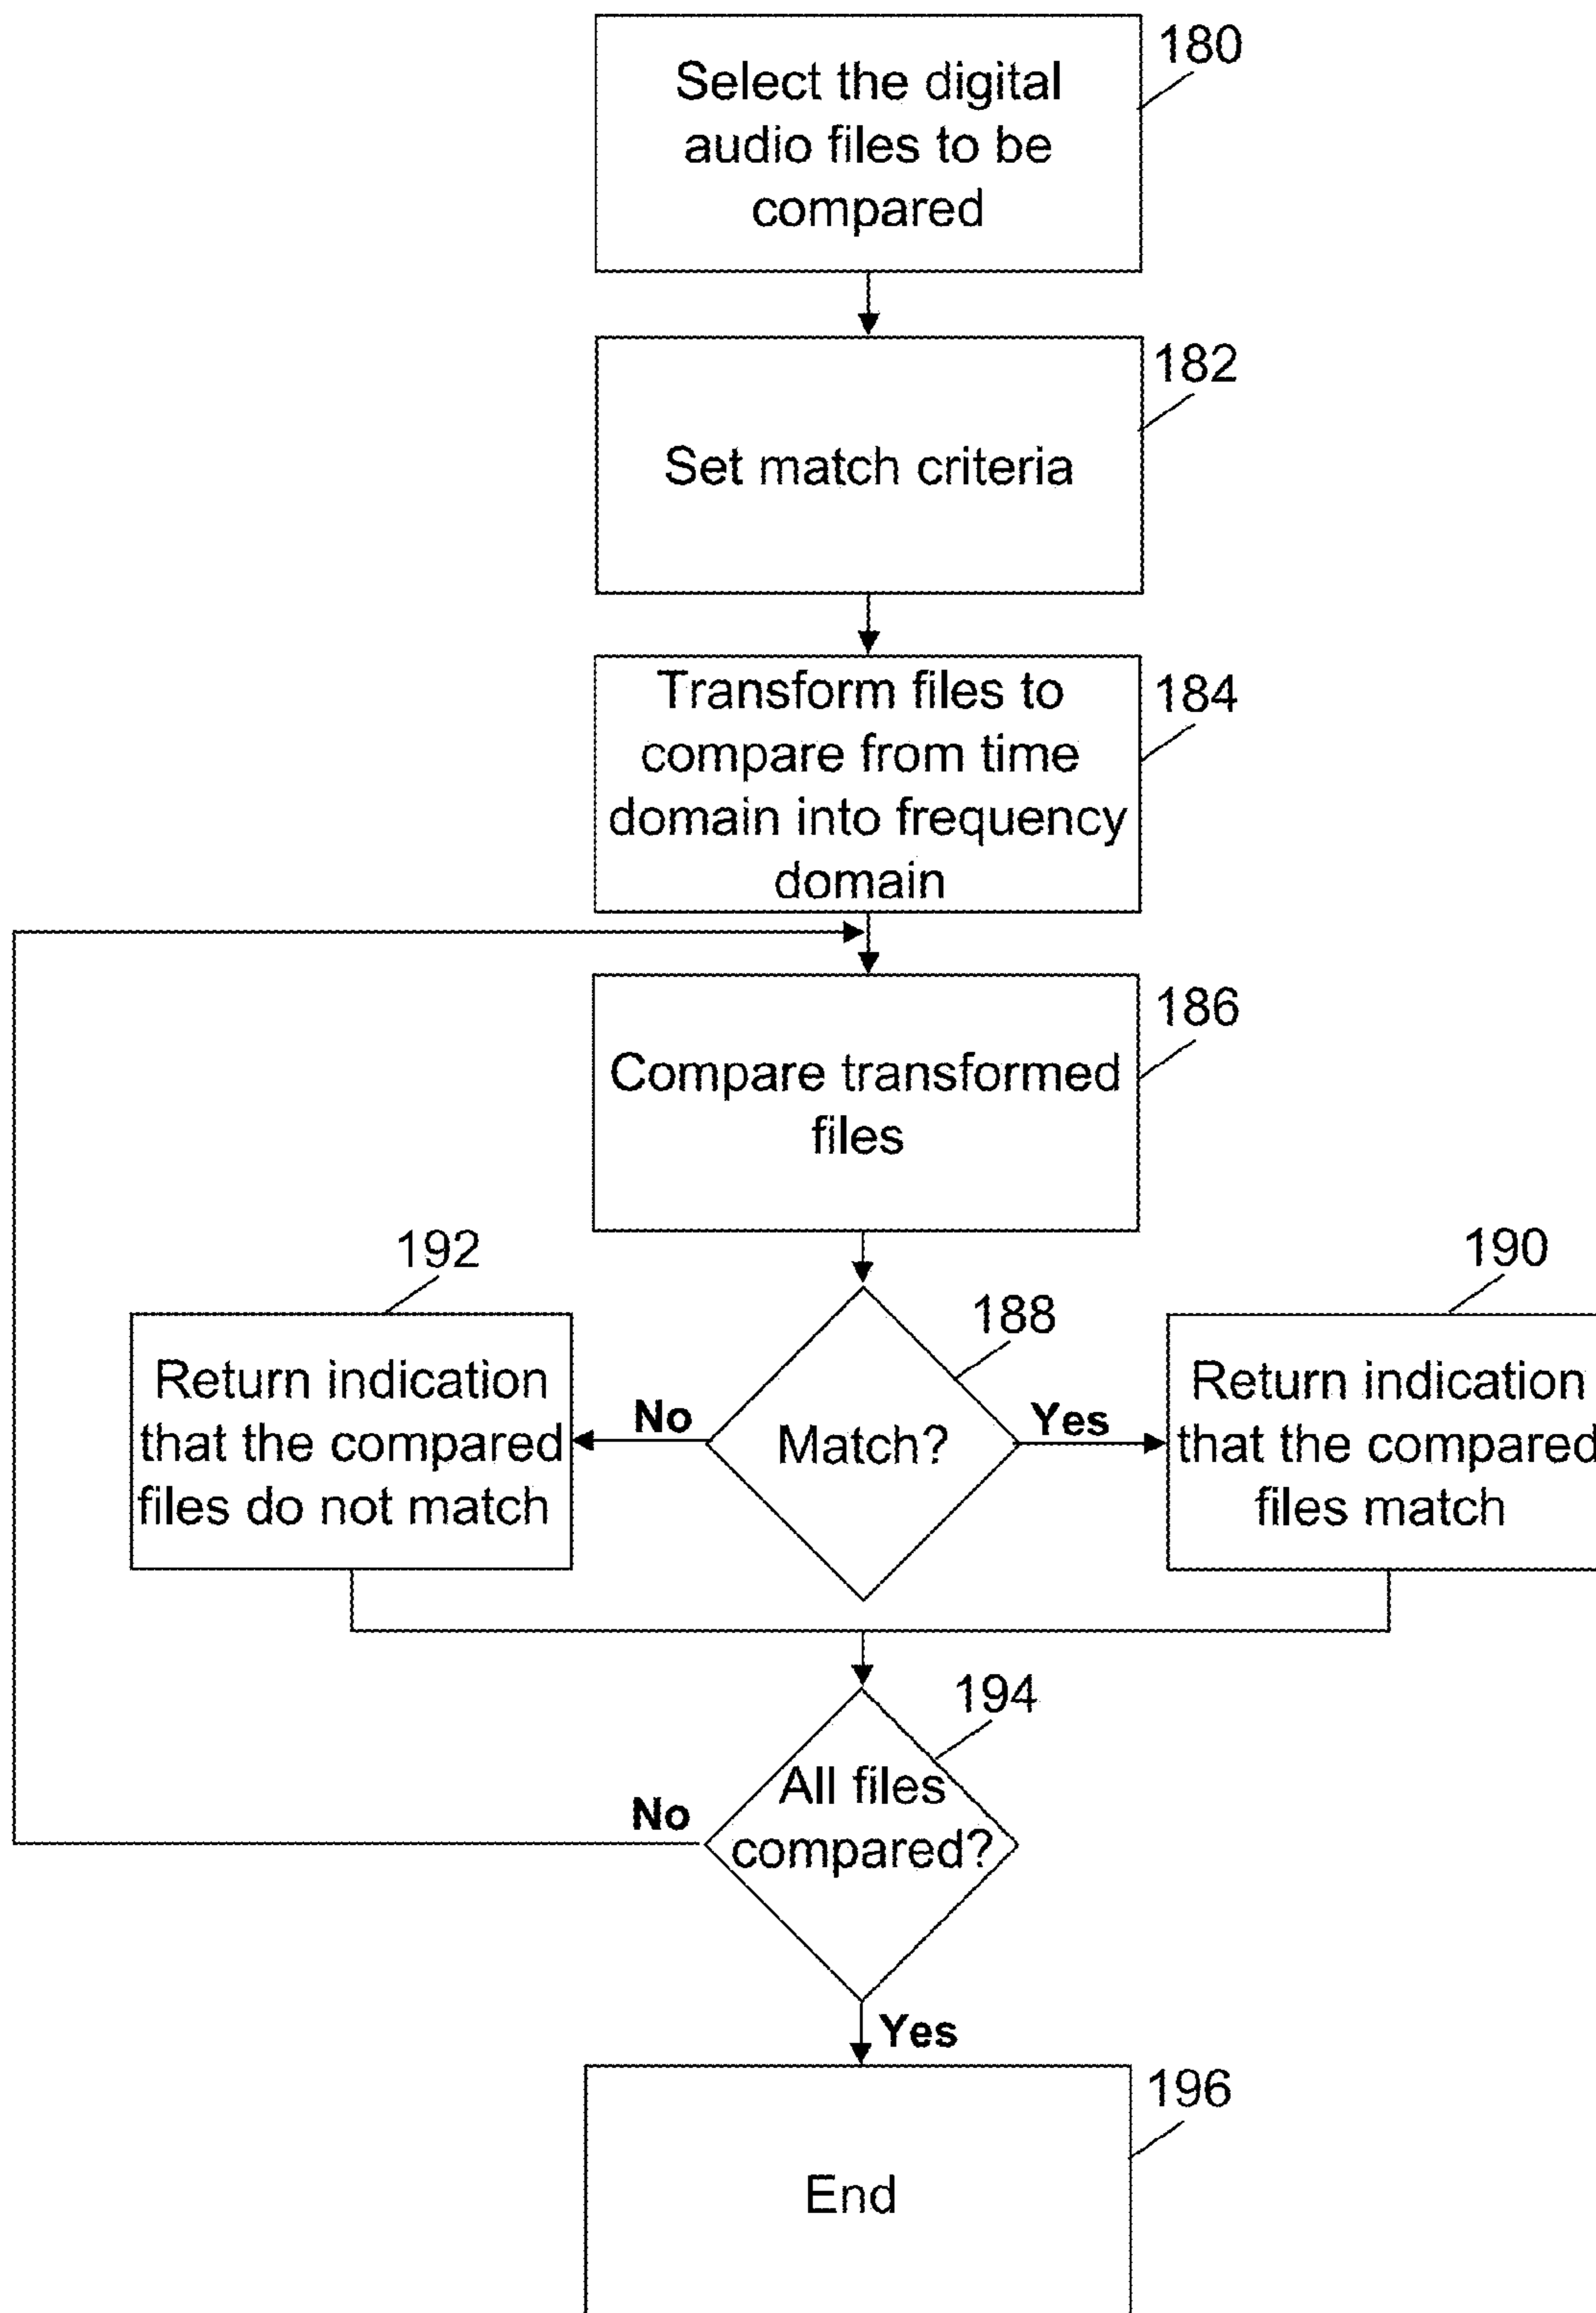 180
Select the digital
audio files to be
compared
182
Set match criteria
184
Transform files to
compare from time
domain into frequency
domain
186
Compare transformed
files
192
190
188
Return indication
that the compared
files do not match
No
Match?
Yes
Return indication
that the compared
files match
194
All files
compared?
No
Yes
196
End